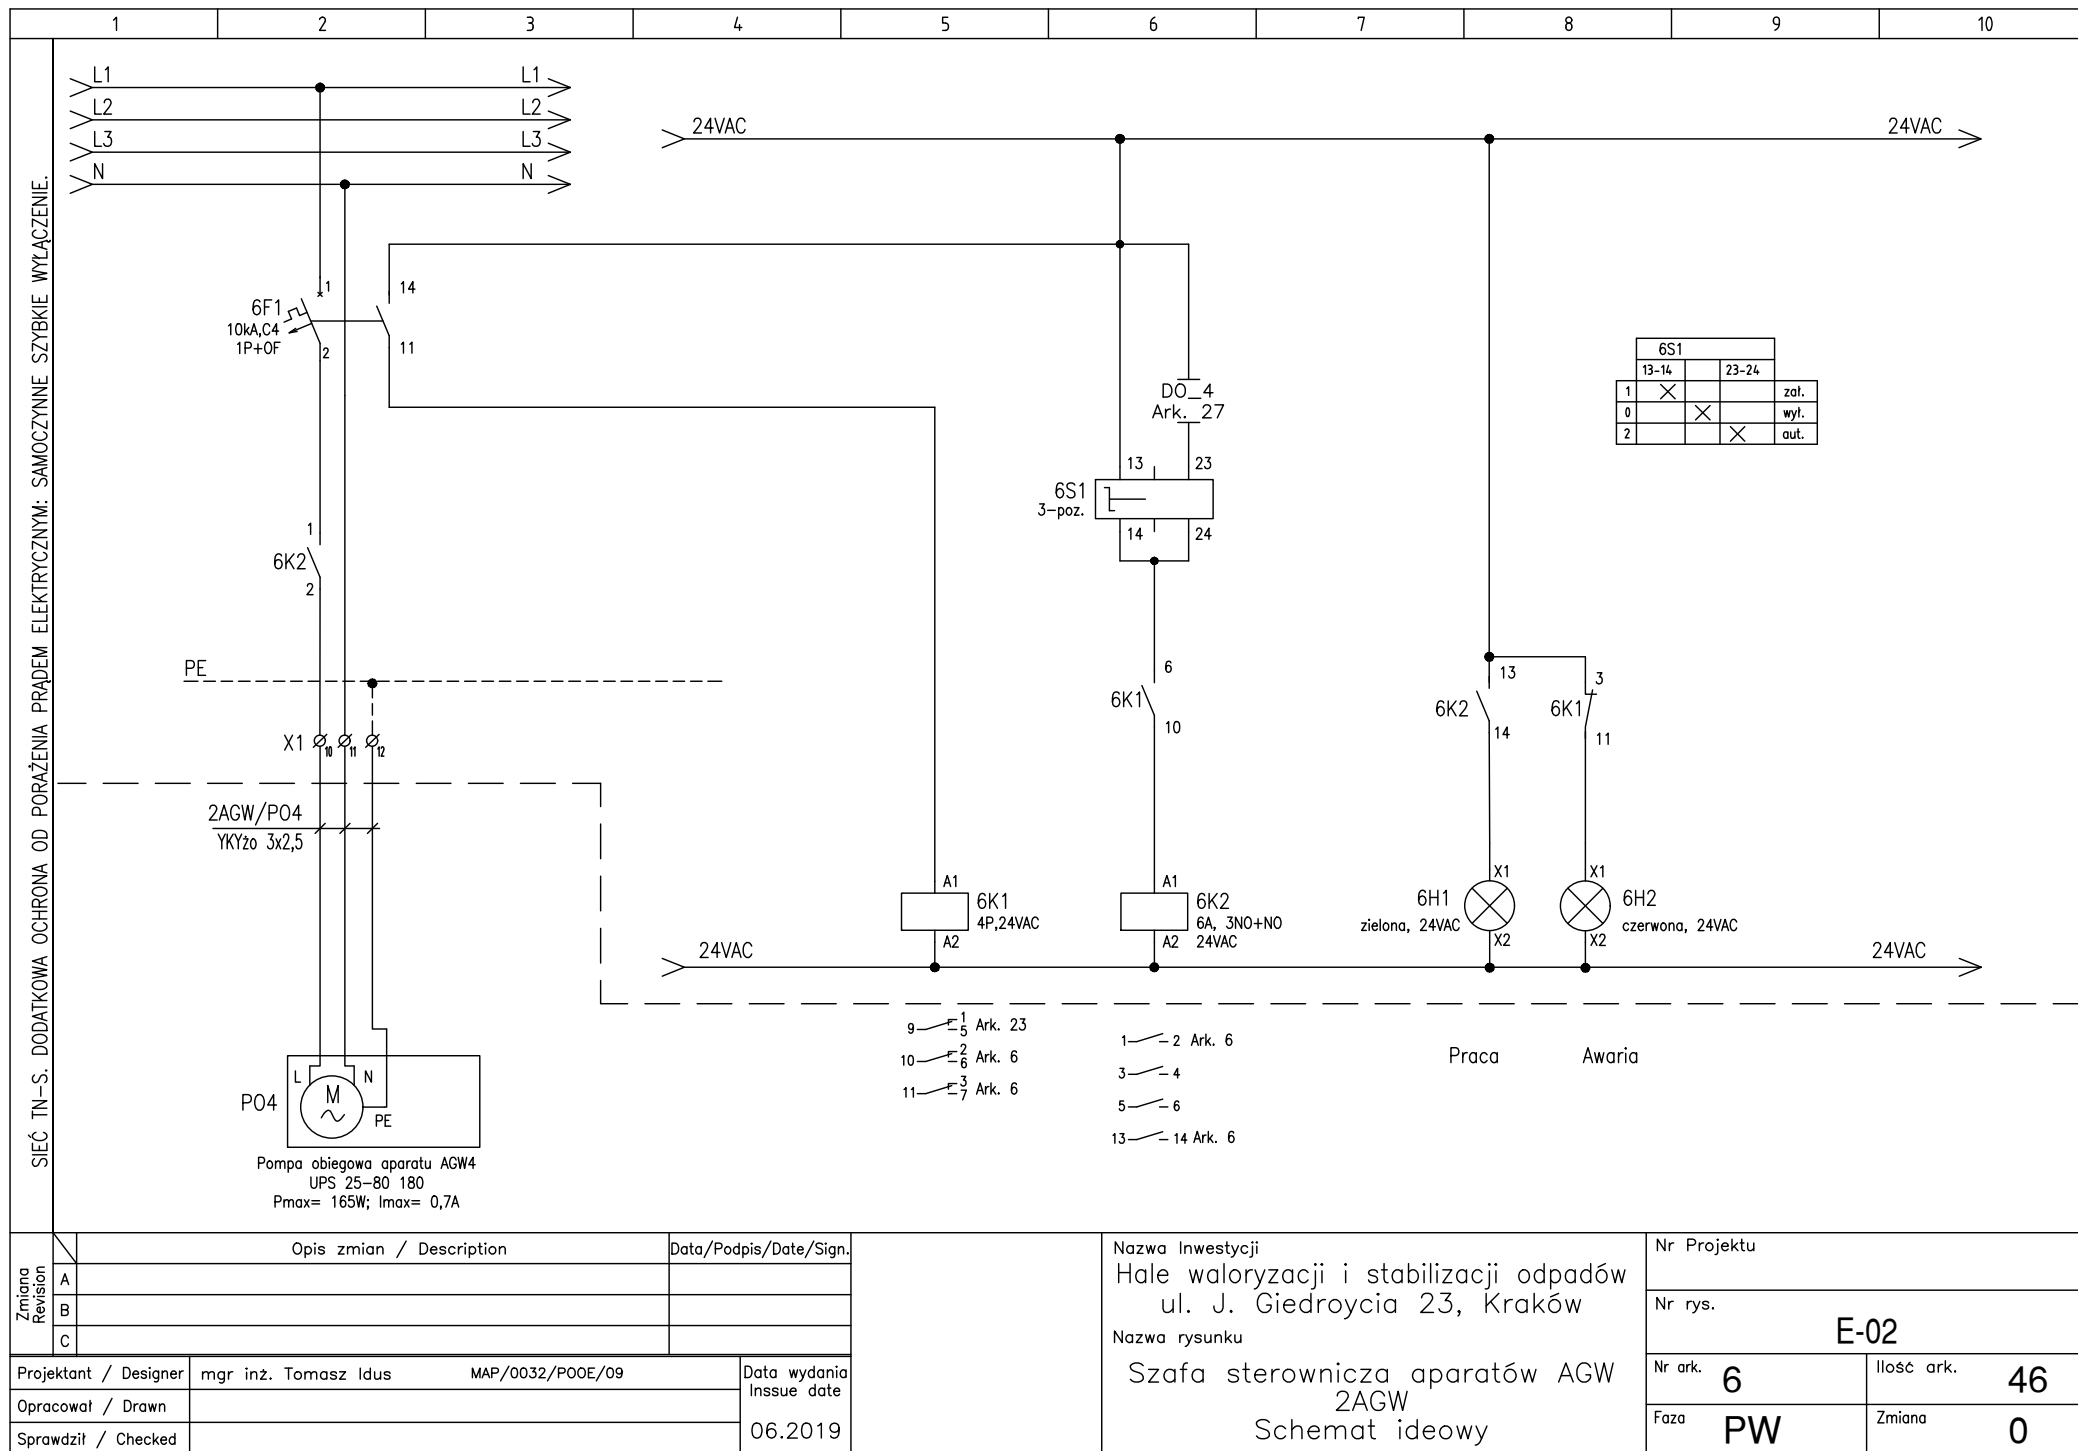 1 2 3 4 5 6 7 8 9 10
SIEĆ TN-S. DODATKOWA OCHRONA OD PORAŻENIA PRĄDEM ELEKTRYCZNYM: SAMOCZYNNE SZYBKIE WYŁĄCZENIE.
L1 L1
L2 L2
L3 L3
N N
24VAC 24VAC
6F1
10kA,C4
1P+OF
1
2
14
11
6K2
1
2
PE
X1
10 11 12
2AGW/PO4
YKYżo 3x2,5
L
N
M
PE
PO4
Pompa obiegowa aparatu AGW4
UPS 25-80 180
Pmax= 165W; Imax= 0,7A
DO_4
Ark. 27
13 23
6S1
3-poz.
14 24
6
6K1
10
13
6K2
14
3
6K1
11
6S1
13-14 23-24
1 zał.
0 wył.
2 aut.
A1
6K1
4P,24VAC
A2
A1
6K2
6A, 3NO+NO
24VAC
A2
X1
6H1
zielona, 24VAC
X2
X1
6H2
czerwona, 24VAC
X2
24VAC 24VAC
9 1 5 Ark. 23
10 2 6 Ark. 6
11 3 7 Ark. 6
1 2 Ark. 6
3 4
5 6
13 14 Ark. 6
Praca Awaria
Zmiana
Revision
Opis zmian / Description Data/Podpis/Date/Sign.
A
B
C
Projektant / Designer mgr inż. Tomasz Idus MAP/0032/POOE/09
Opracował / Drawn
Sprawdził / Checked
Data wydania
Inssue date
06.2019
Nazwa Inwestycji
Hale waloryzacji i stabilizacji odpadów
ul. J. Giedroycia 23, Kraków
Nazwa rysunku
Szafa sterownicza aparatów AGW
2AGW
Schemat ideowy
Nr Projektu
Nr rys.
E-02
Nr ark. 6 Ilość ark. 46
Faza PW Zmiana 0